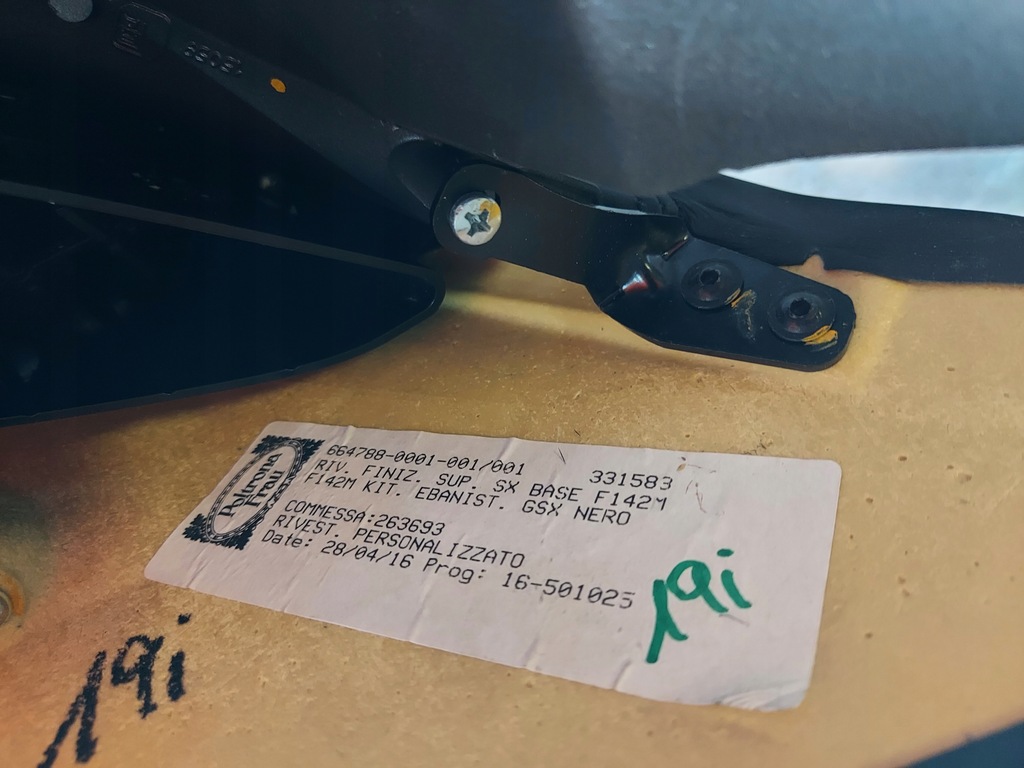 Poltrona
Frau
664788-0001-001/001 331583
RIV. FINIZ. SUP. SX BASE F142M
F142M KIT. EBANIST. GSX NERO
COMMESSA:263693
RIVEST. PERSONALIZZATO
Date: 28/04/16 Prog: 16-501025
19i
19i